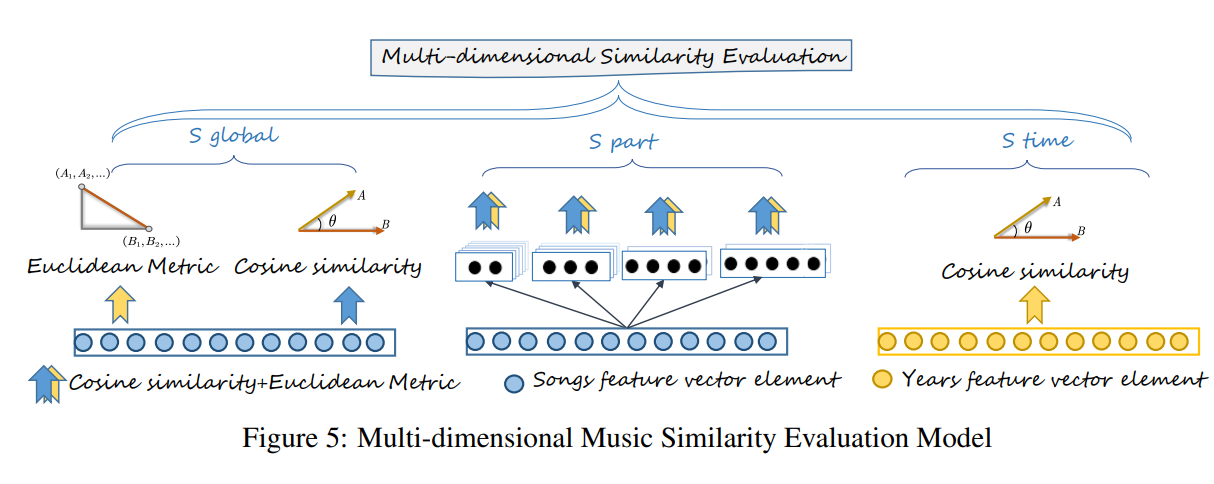 Multi-dimensional Similarity Evaluation
S global
S part
S time
(A₁, A₂, ...)
(B₁, B₂, ...)
A
θ
B
A
θ
B
Euclidean Metric
Cosine similarity
Cosine similarity
Cosine similarity+Euclidean Metric
Songs feature vector element
Years feature vector element
Figure 5: Multi-dimensional Music Similarity Evaluation Model